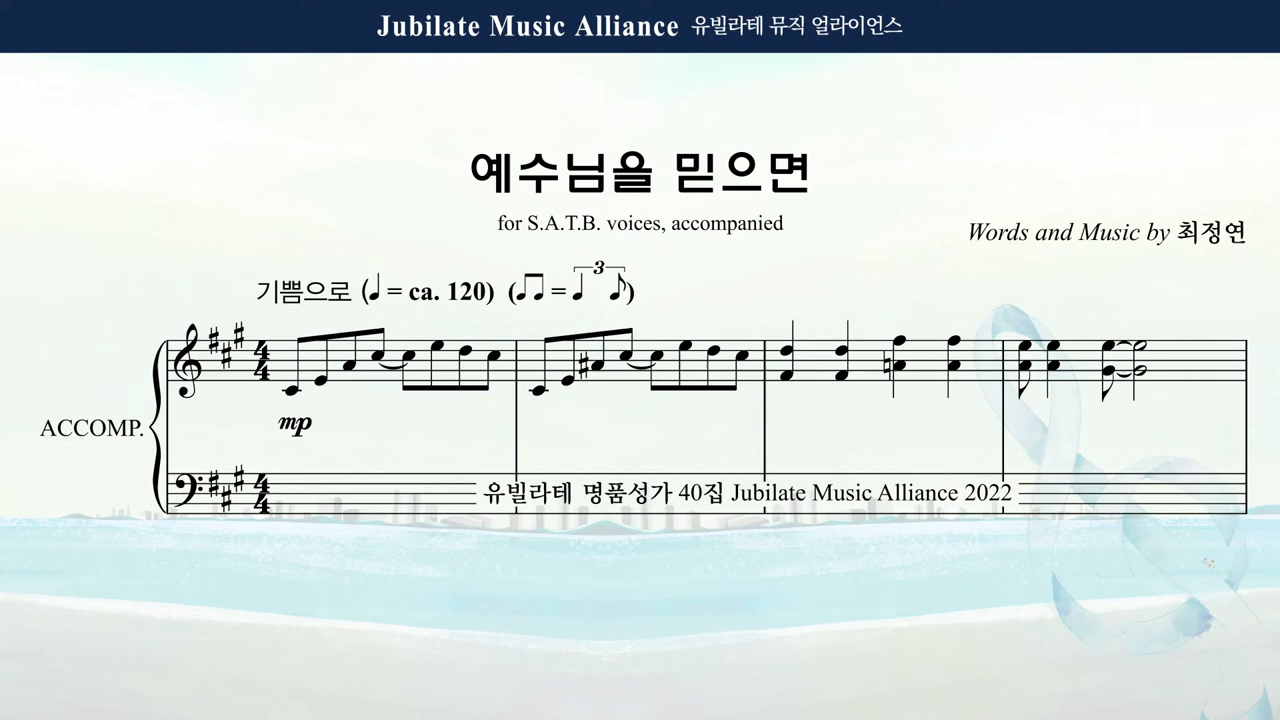 Jubilate Music Alliance 유빌라테 뮤직 얼라이언스
예수님을 믿으면
for S.A.T.B. voices, accompanied
Words and Music by 최정연
기쁨으로 (♩ = ca. 120) (♫ = ♩ ♪) 3
mp
ACCOMP.
유빌라테 명품성가 40집 Jubilate Music Alliance 2022